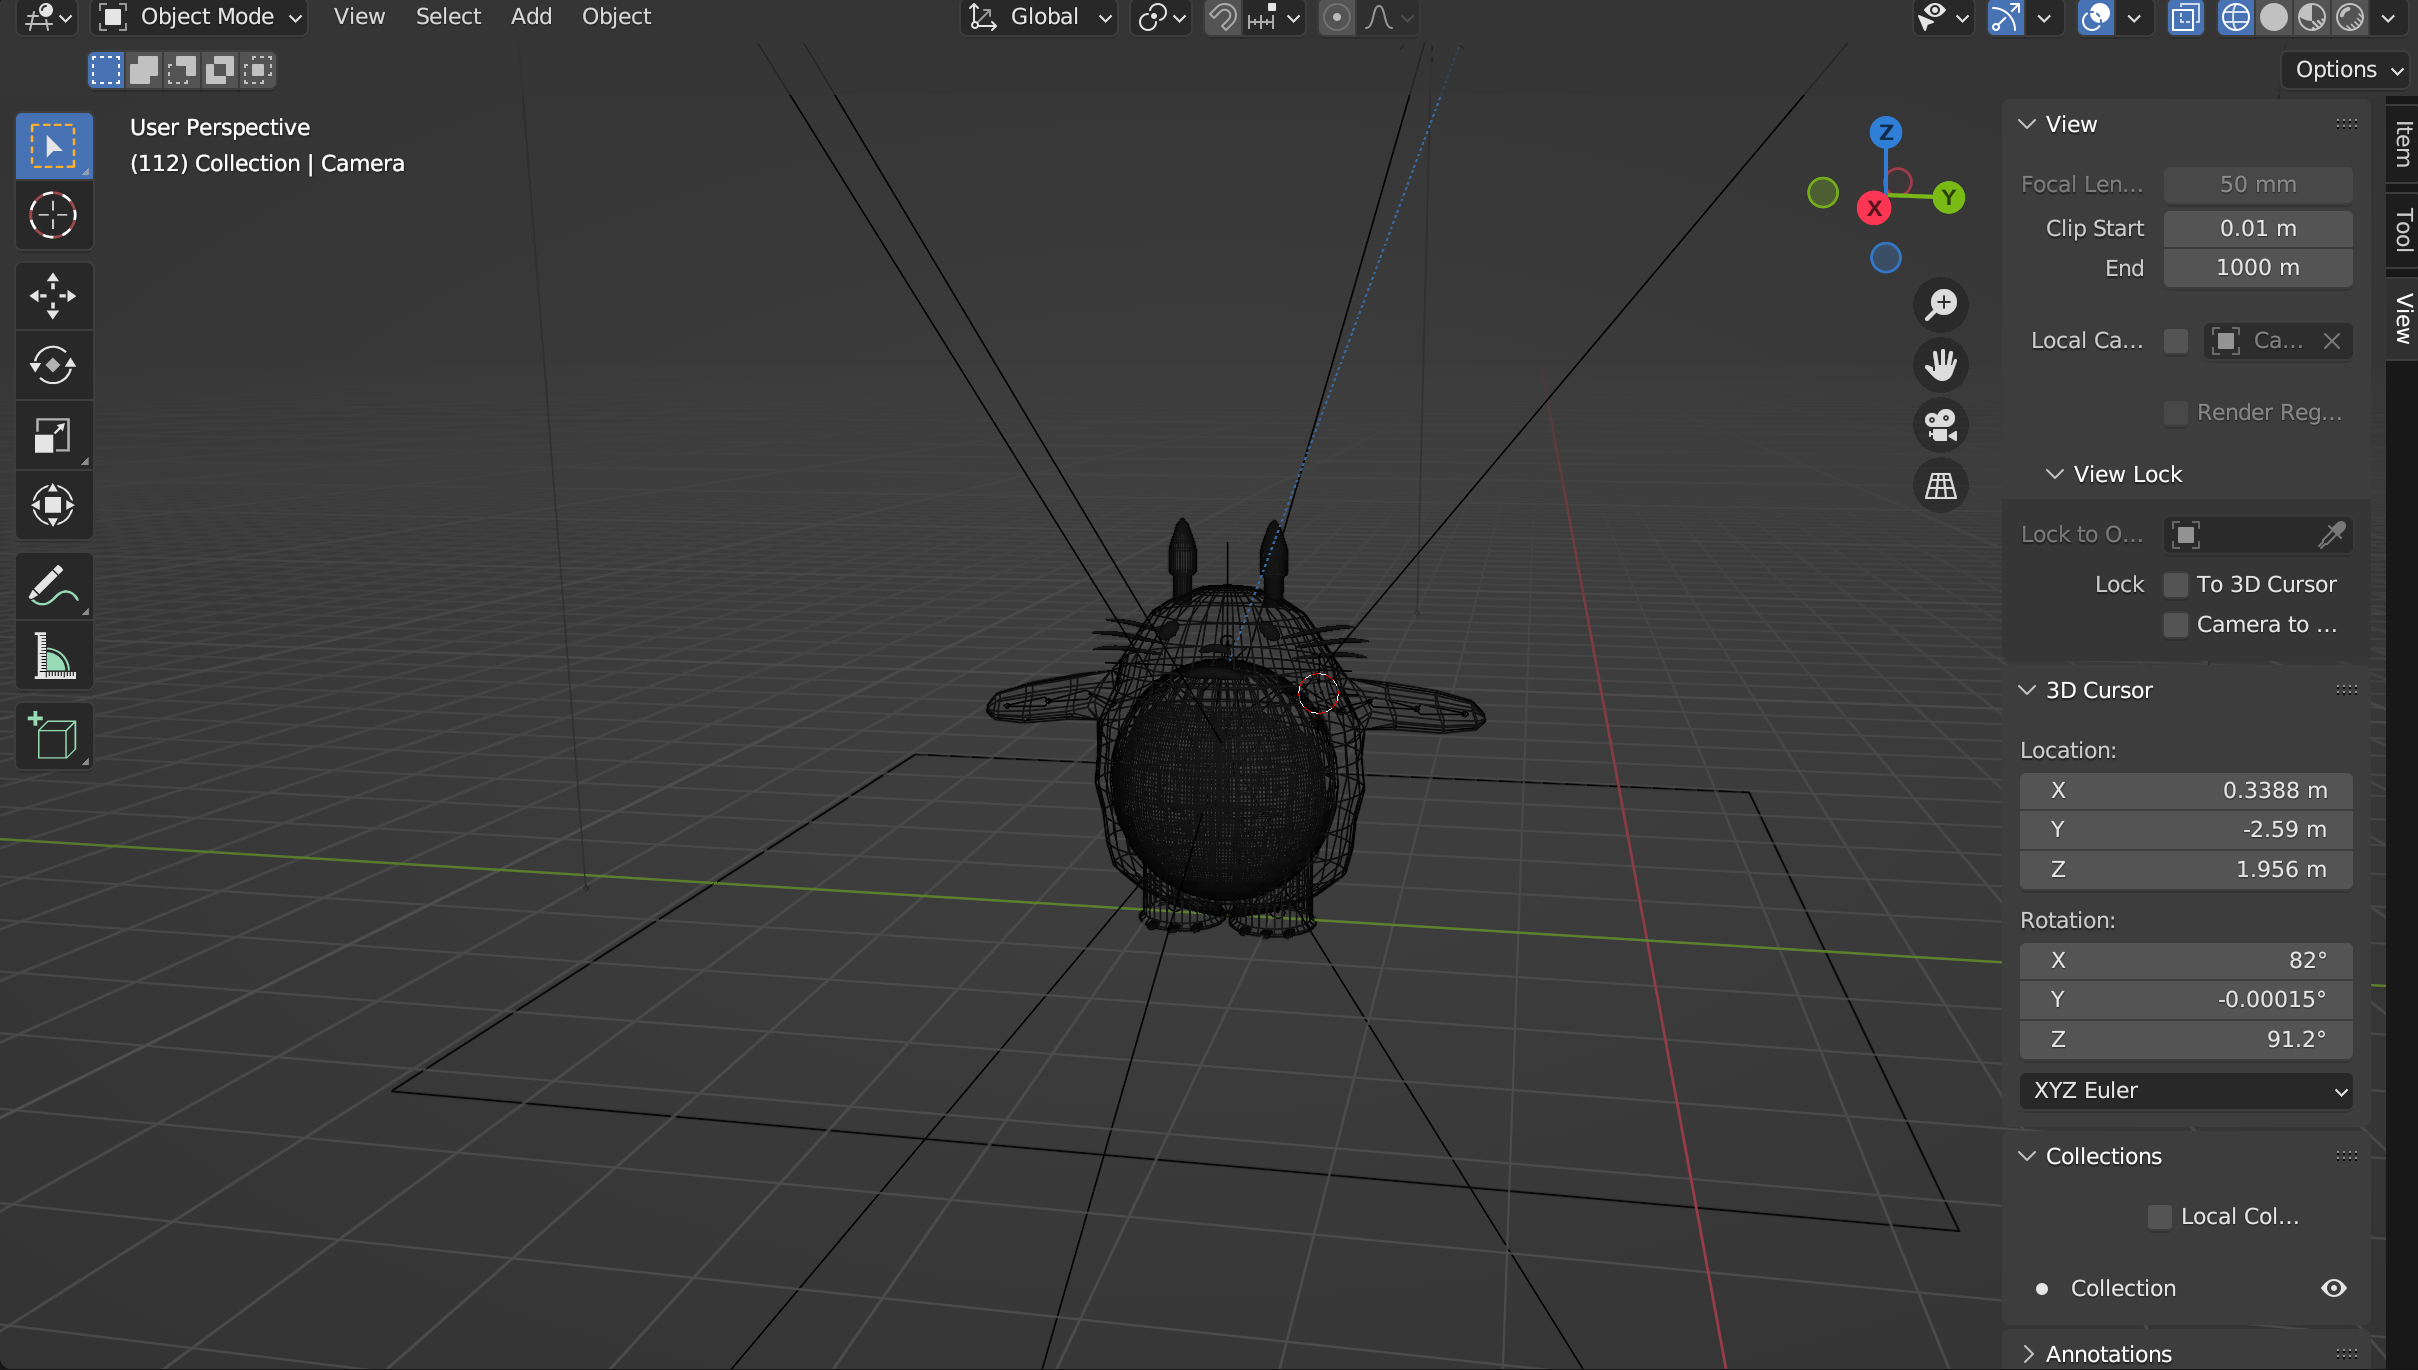 Object Mode View Select Add Object Global
Options
User Perspective
(112) Collection | Camera
Z
Y
X
View
Focal Len... 50 mm
Clip Start 0.01 m
End 1000 m
Local Ca... Ca...
Render Reg...
View Lock
Lock to O...
Lock To 3D Cursor
Camera to ...
3D Cursor
Location:
X 0.3388 m
Y -2.59 m
Z 1.956 m
Rotation:
X 82°
Y -0.00015°
Z 91.2°
XYZ Euler
Collections
Local Col...
Collection
Annotations
Item
Tool
View